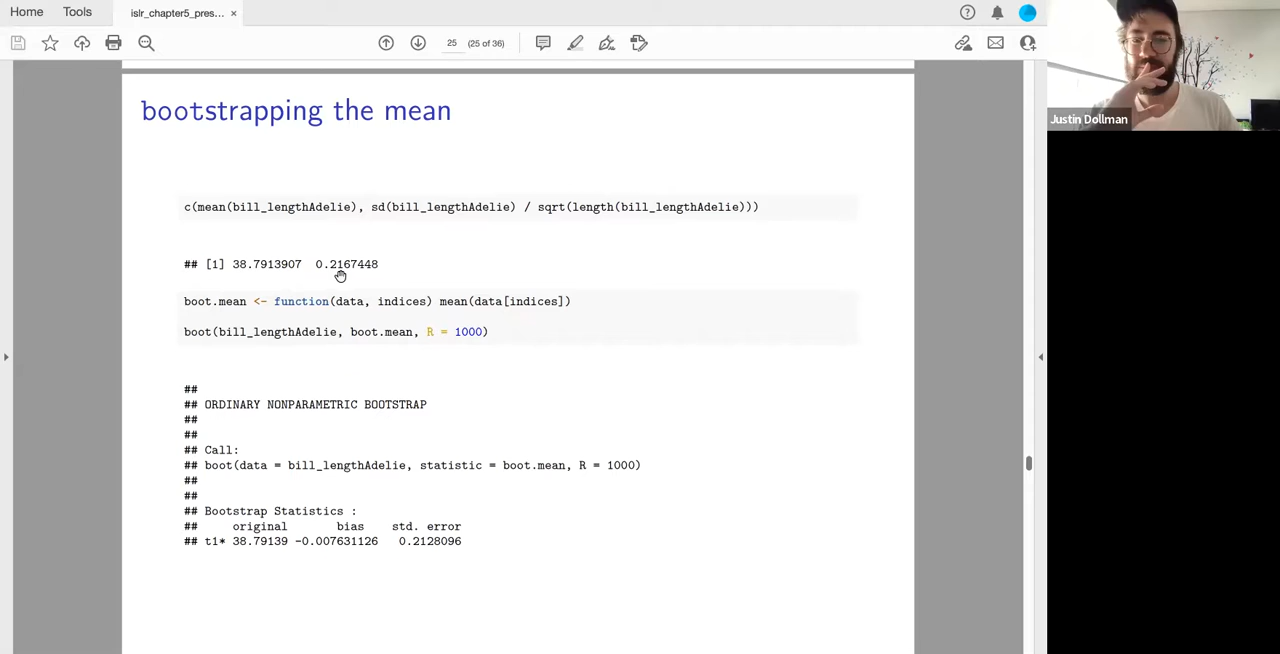 Home
Tools
islr_chapter5_pres...
×
25
(25 of 36)
bootstrapping the mean
c(mean(bill_lengthAdelie), sd(bill_lengthAdelie) / sqrt(length(bill_lengthAdelie)))
## [1] 38.7913907 0.2167448
boot.mean <- function(data, indices) mean(data[indices])
boot(bill_lengthAdelie, boot.mean, R = 1000)
##
## ORDINARY NONPARAMETRIC BOOTSTRAP
##
##
## Call:
## boot(data = bill_lengthAdelie, statistic = boot.mean, R = 1000)
##
##
## Bootstrap Statistics :
## original bias std. error
## t1* 38.79139 -0.007631126 0.2128096
Justin Dollman